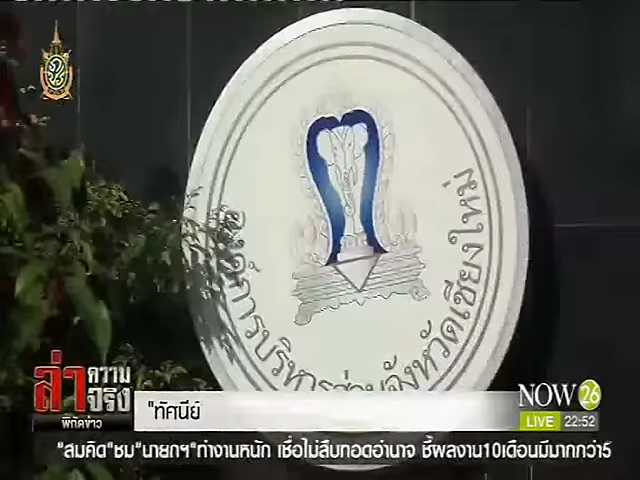 องค์การบริหารส่วนจังหวัดเชียงใหม่
ล่าความจริง
พิกัดข่าว
"ทัศนีย์
NOW26
LIVE 22:52
"สมคิด"ชม"นายกฯ"ทำงานหนัก เชื่อไม่สืบทอดอำนาจ ชี้ผลงาน10เดือนมีมากกว่า5